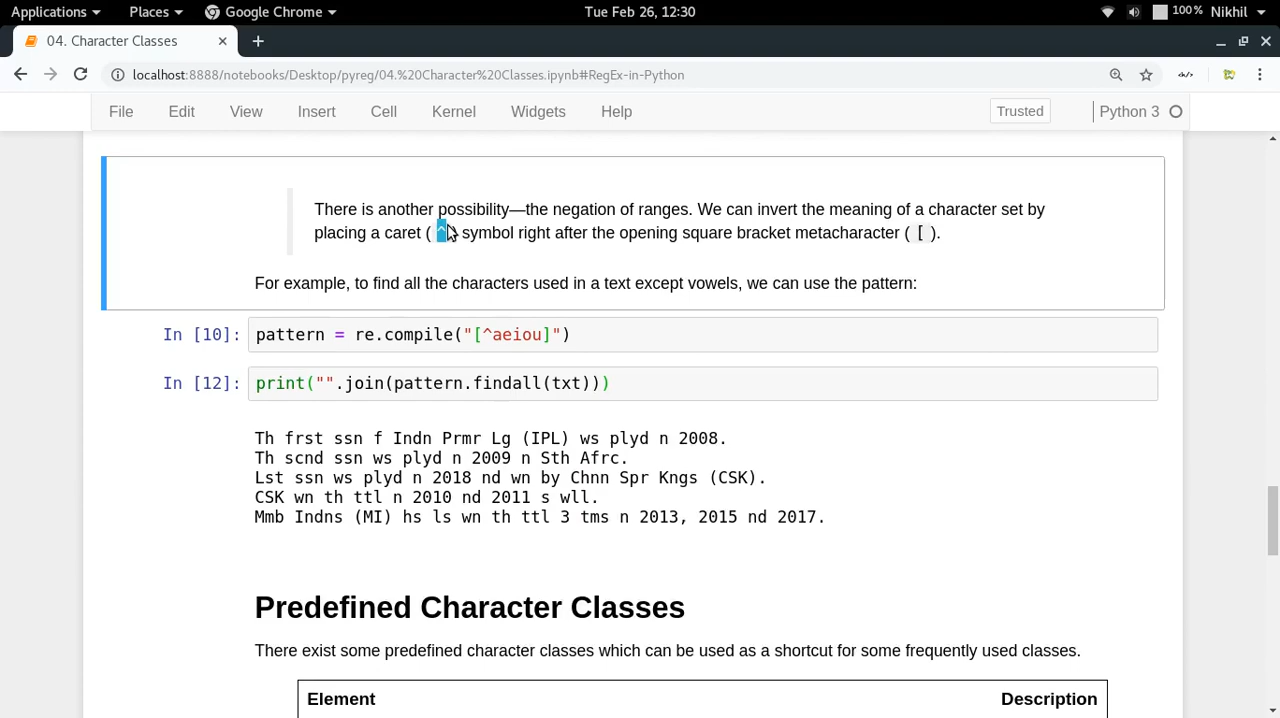 Applications Places Google Chrome Tue Feb 26, 12:30 100% Nikhil
04. Character Classes
localhost:8888/notebooks/Desktop/pyreg/04.%20Character%20Classes.ipynb#RegEx-in-Python
File Edit View Insert Cell Kernel Widgets Help Trusted Python 3
There is another possibility—the negation of ranges. We can invert the meaning of a character set by
placing a caret ( ^ ) symbol right after the opening square bracket metacharacter ( [ ).
For example, to find all the characters used in a text except vowels, we can use the pattern:
In [10]: pattern = re.compile("[^aeiou]")
In [12]: print("".join(pattern.findall(txt)))
Th frst ssn f Indn Prmr Lg (IPL) ws plyd n 2008.
Th scnd ssn ws plyd n 2009 n Sth Afrc.
Lst ssn ws plyd n 2018 nd wn by Chnn Spr Kngs (CSK).
CSK wn th ttl n 2010 nd 2011 s wll.
Mmb Indns (MI) hs ls wn th ttl 3 tms n 2013, 2015 nd 2017.
Predefined Character Classes
There exist some predefined character classes which can be used as a shortcut for some frequently used classes.
Element Description